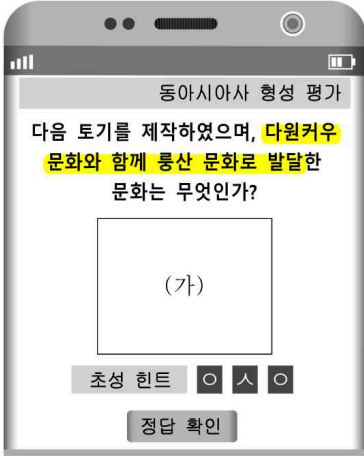 동아시아사 형성 평가
다음 토기를 제작하였으며, 다원커우
문화와 함께 룽산 문화로 발달한
문화는 무엇인가?
(가)
초성 힌트 ㅇ ㅅ ㅇ
정답 확인